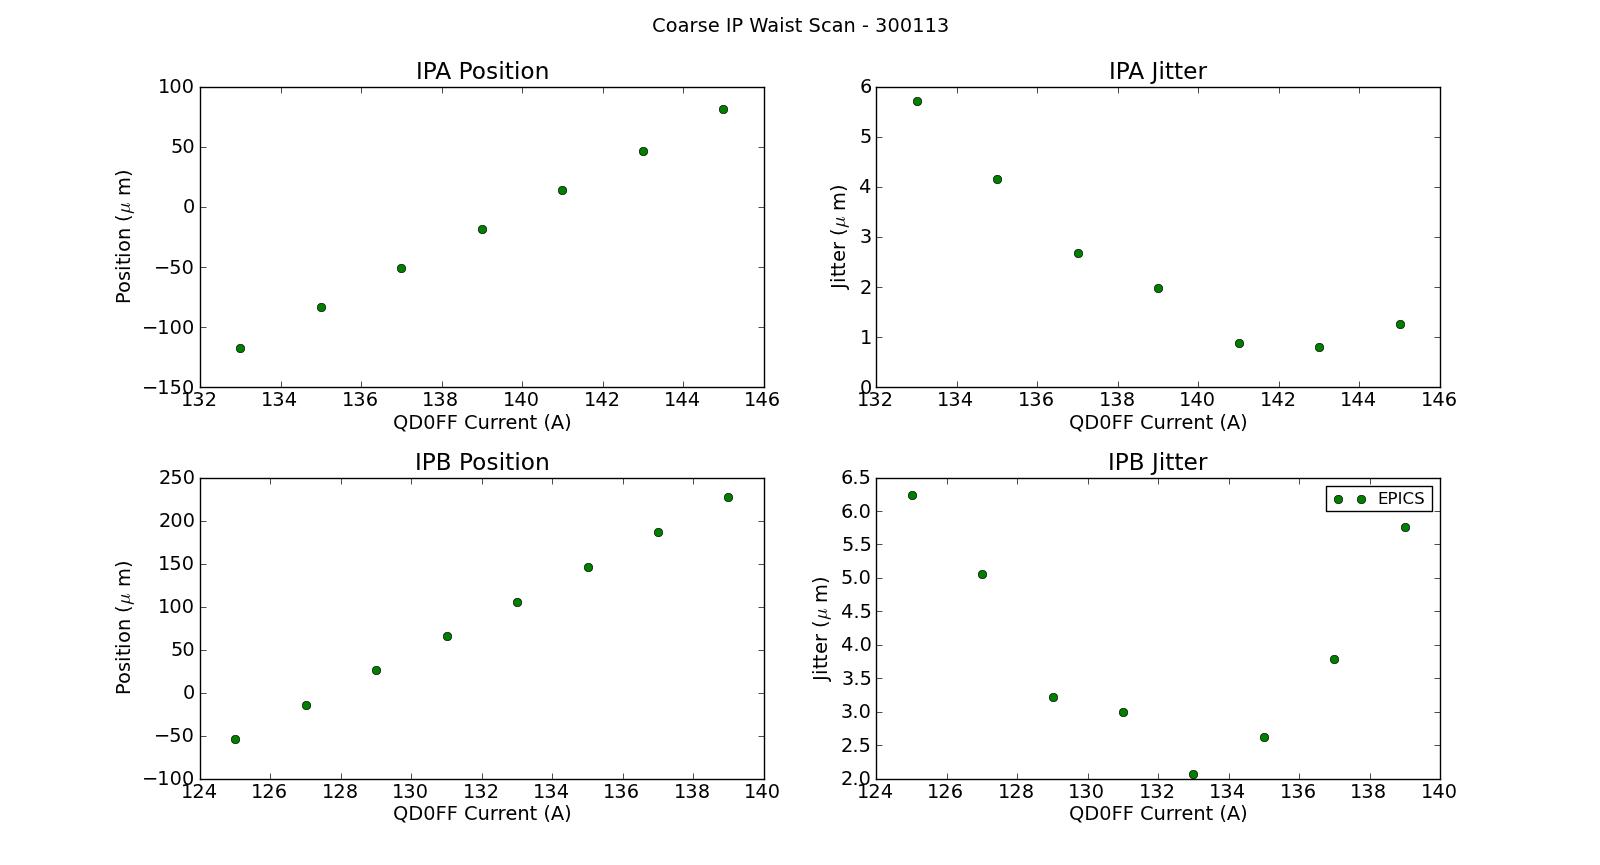 Coarse IP Waist Scan - 300113
IPA Position
100
50
0
−50
−100
−150
Position (μ m)
132 134 136 138 140 142 144 146
QD0FF Current (A)
IPA Jitter
6
5
4
3
2
1
0
Jitter (μ m)
132 134 136 138 140 142 144 146
QD0FF Current (A)
IPB Position
250
200
150
100
50
0
−50
−100
Position (μ m)
124 126 128 130 132 134 136 138 140
QD0FF Current (A)
IPB Jitter
EPICS
6.5
6.0
5.5
5.0
4.5
4.0
3.5
3.0
2.5
2.0
Jitter (μ m)
124 126 128 130 132 134 136 138 140
QD0FF Current (A)